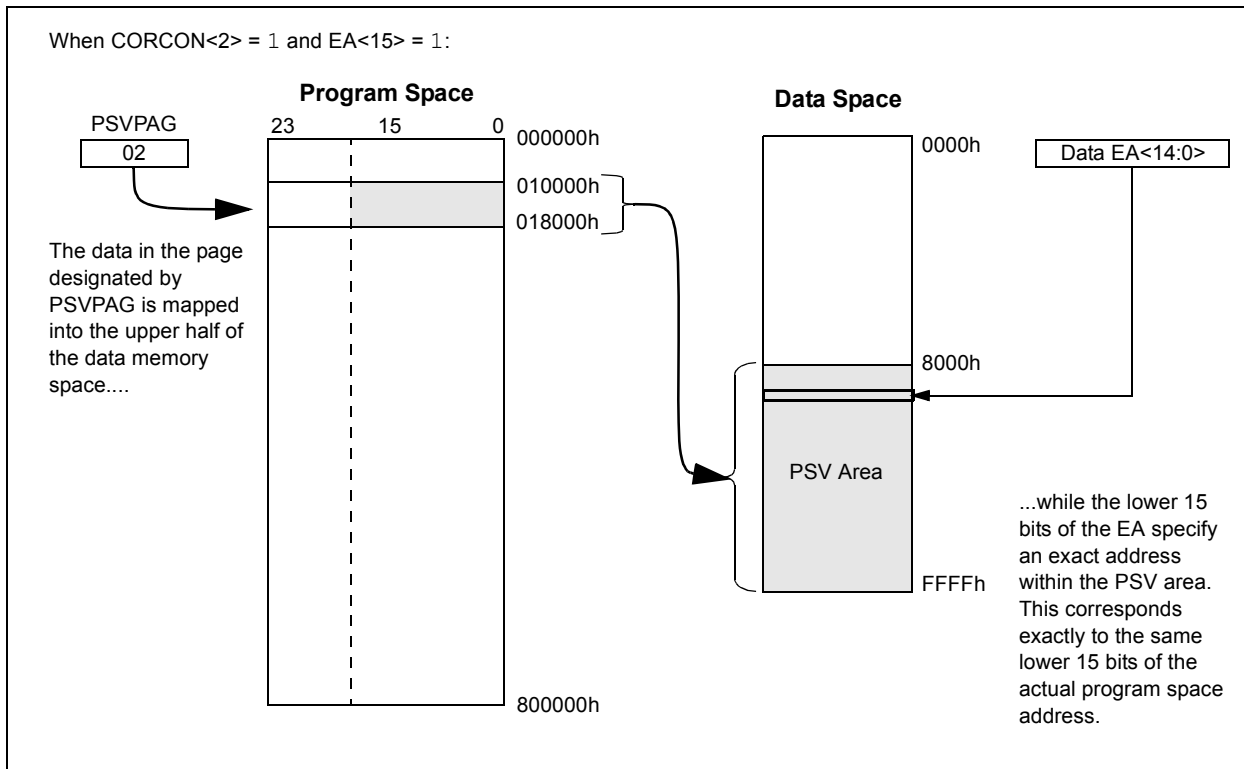 When CORCON<2> = 1 and EA<15> = 1:
Program Space
Data Space
PSVPAG
02
23 15 0
000000h
010000h
018000h
800000h
The data in the page
designated by
PSVPAG is mapped
into the upper half of
the data memory
space....
0000h
8000h
PSV Area
FFFFh
Data EA<14:0>
...while the lower 15
bits of the EA specify
an exact address
within the PSV area.
This corresponds
exactly to the same
lower 15 bits of the
actual program space
address.